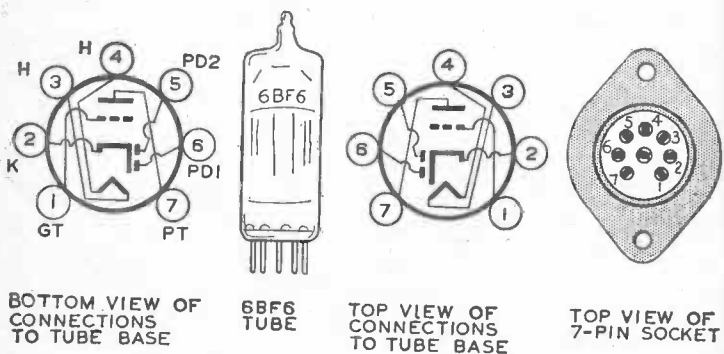 H
4
PD2
H
3
5
2
6
K
PD1
1
7
GT
PT
BOTTOM VIEW OF
CONNECTIONS
TO TUBE BASE
6BF6
6BF6
TUBE
4
5
3
6
2
7
1
TOP VIEW OF
CONNECTIONS
TO TUBE BASE
4
5
3
6
2
7
1
TOP VIEW OF
7-PIN SOCKET